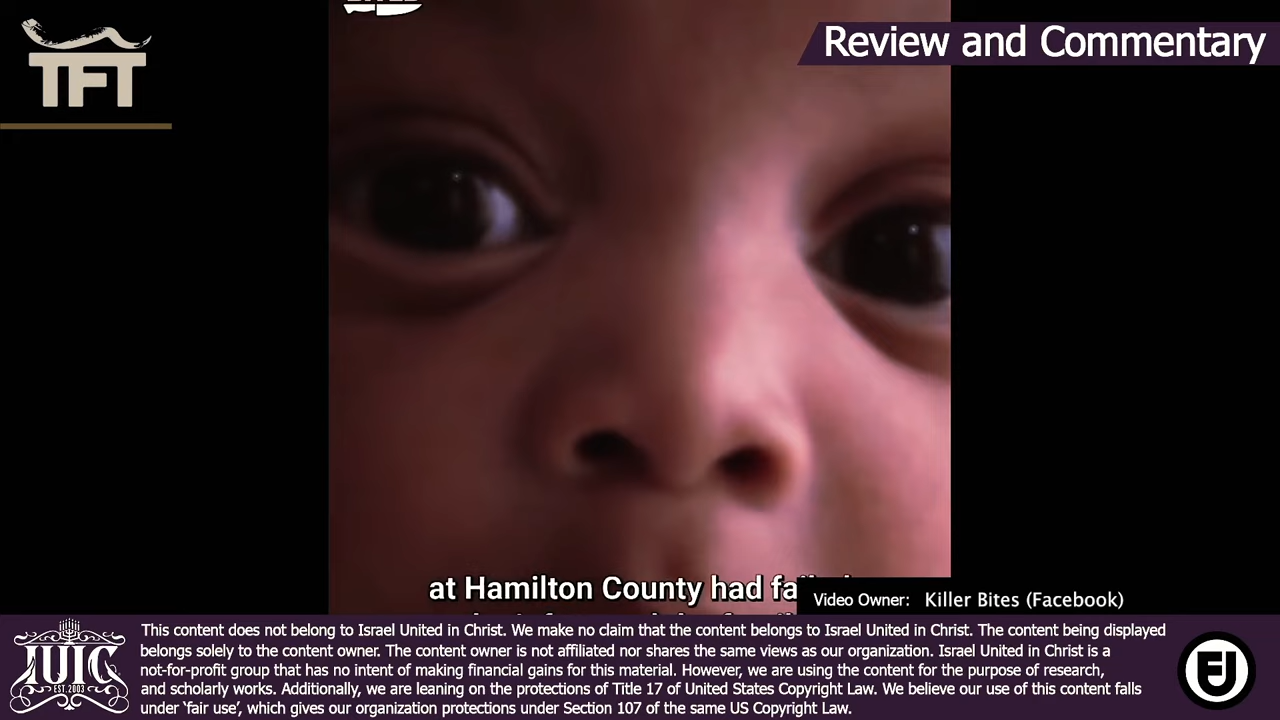 TFT
Review and Commentary
at Hamilton County had
Video Owner: Killer Bites (Facebook)
This content does not belong to Israel United in Christ. We make no claim that the content belongs to Israel United in Christ. The content being displayed
belongs solely to the content owner. The content owner is not affiliated nor shares the same views as our organization. Israel United in Christ is a
not-for-profit group that has no intent of making financial gains for this material. However, we are using the content for the purpose of research,
and scholarly works. Additionally, we are leaning on the protections of Title 17 of United States Copyright Law. We believe our use of this content falls
under ‘fair use’, which gives our organization protections under Section 107 of the same US Copyright Law.
IUIC
EST. 2003